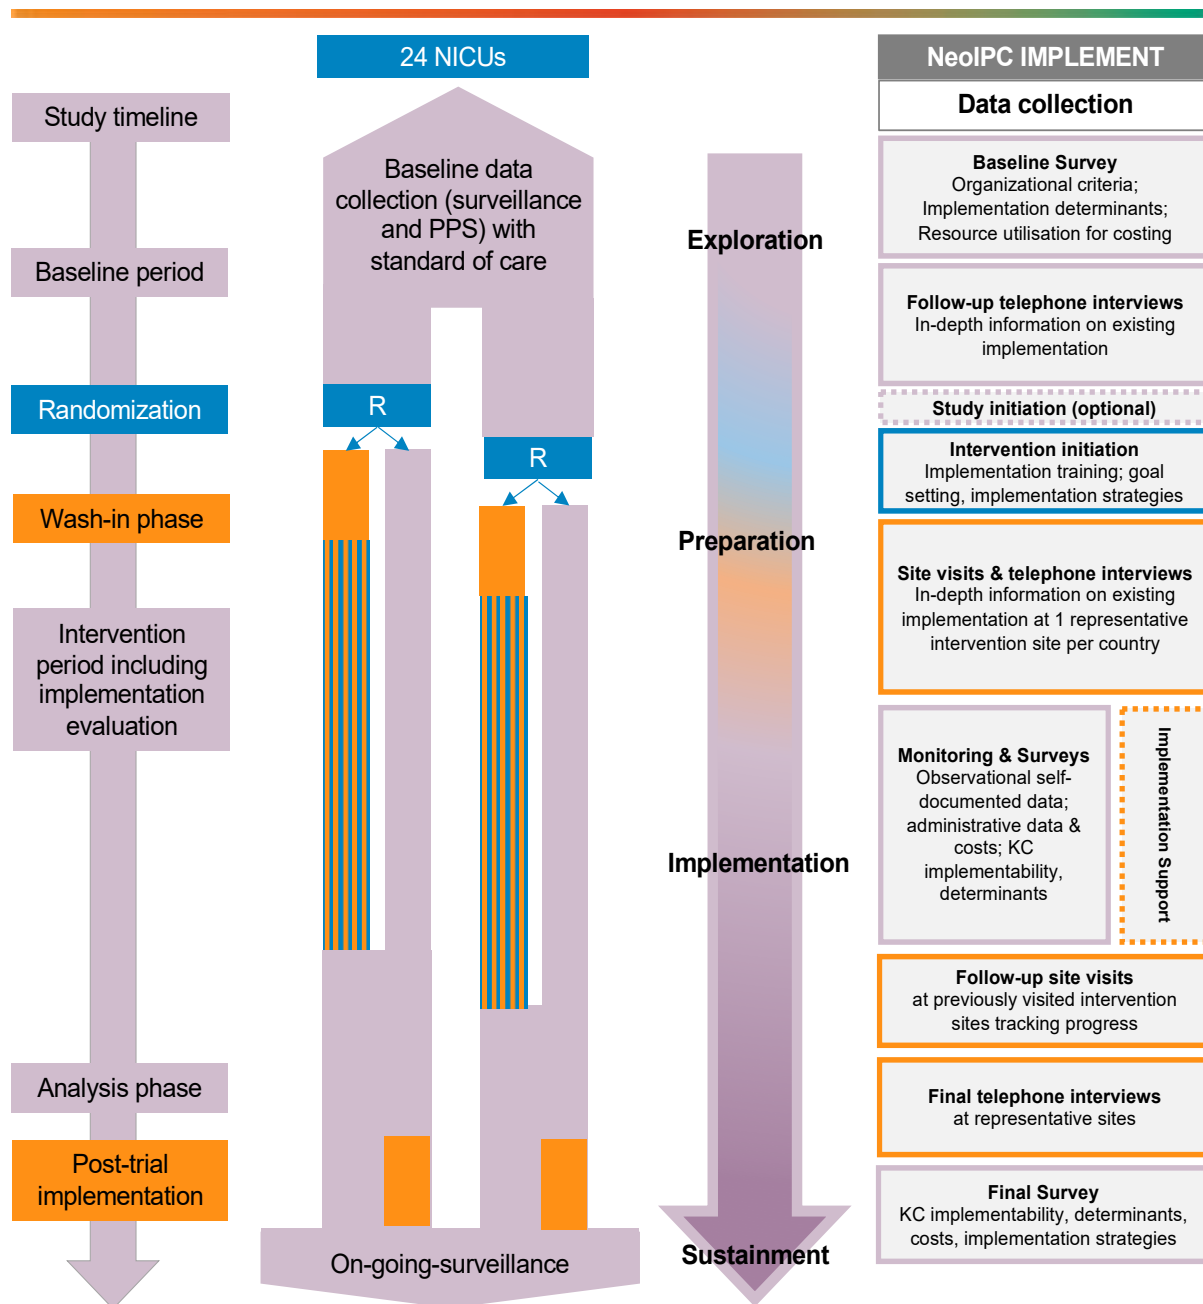 24 NICUs
NeoIPC IMPLEMENT
Data collection
Study timeline
Baseline period
Randomization
Wash-in phase
Intervention
period including
implementation
evaluation
Analysis phase
Post-trial
implementation
Baseline data
collection (surveillance
and PPS) with
standard of care
R
R
On-going-surveillance
Exploration
Preparation
Implementation
Sustainment
Baseline Survey
Organizational criteria;
Implementation determinants;
Resource utilisation for costing
Follow-up telephone interviews
In-depth information on existing
implementation
Study initiation (optional)
Intervention initiation
Implementation training; goal
setting, implementation strategies
Site visits & telephone interviews
In-depth information on existing
implementation at 1 representative
intervention site per country
Monitoring & Surveys
Observational self-
documented data;
administrative data &
costs; KC
implementability,
determinants
Implementation Support
Follow-up site visits
at previously visited intervention
sites tracking progress
Final telephone interviews
at representative sites
Final Survey
KC implementability, determinants,
costs, implementation strategies